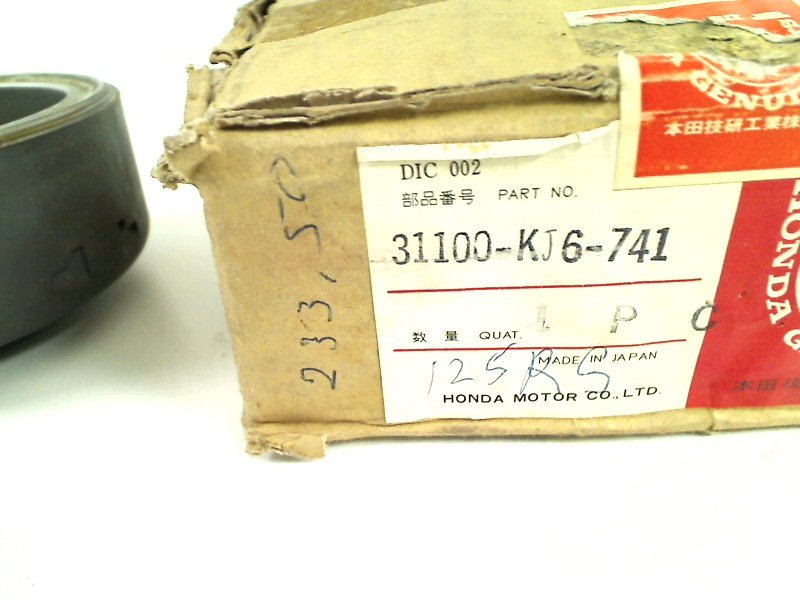 GENUI
本田技研工業株
DIC 002
部品番号 PART NO.
31100-KJ6-741
数量 QUAT. 1 P C
MADE IN JAPAN
125RS
HONDA MOTOR CO., LTD.
233,50
HONDA G
本田技